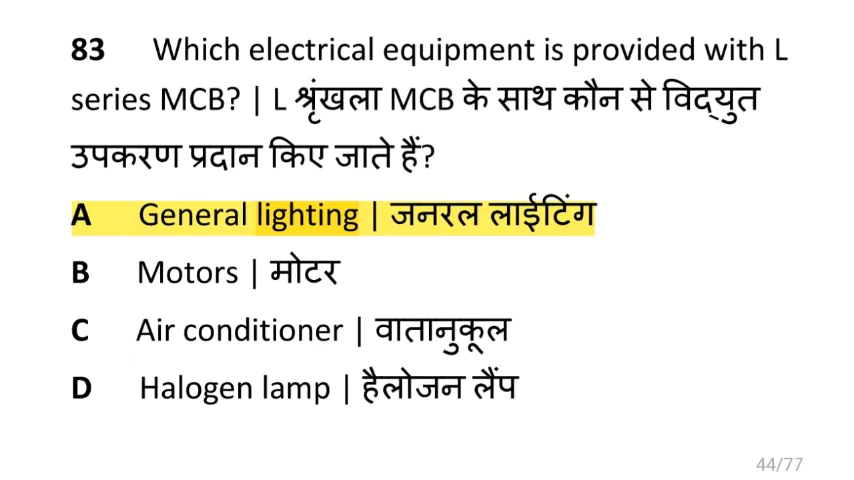 83 Which electrical equipment is provided with L
series MCB? | L श्रृंखला MCB के साथ कौन से विद्युत
उपकरण प्रदान किए जाते हैं?
A General lighting | जनरल लाईटिंग
B Motors | मोटर
C Air conditioner | वातानुकूल
D Halogen lamp | हैलोजन लैंप
44/77